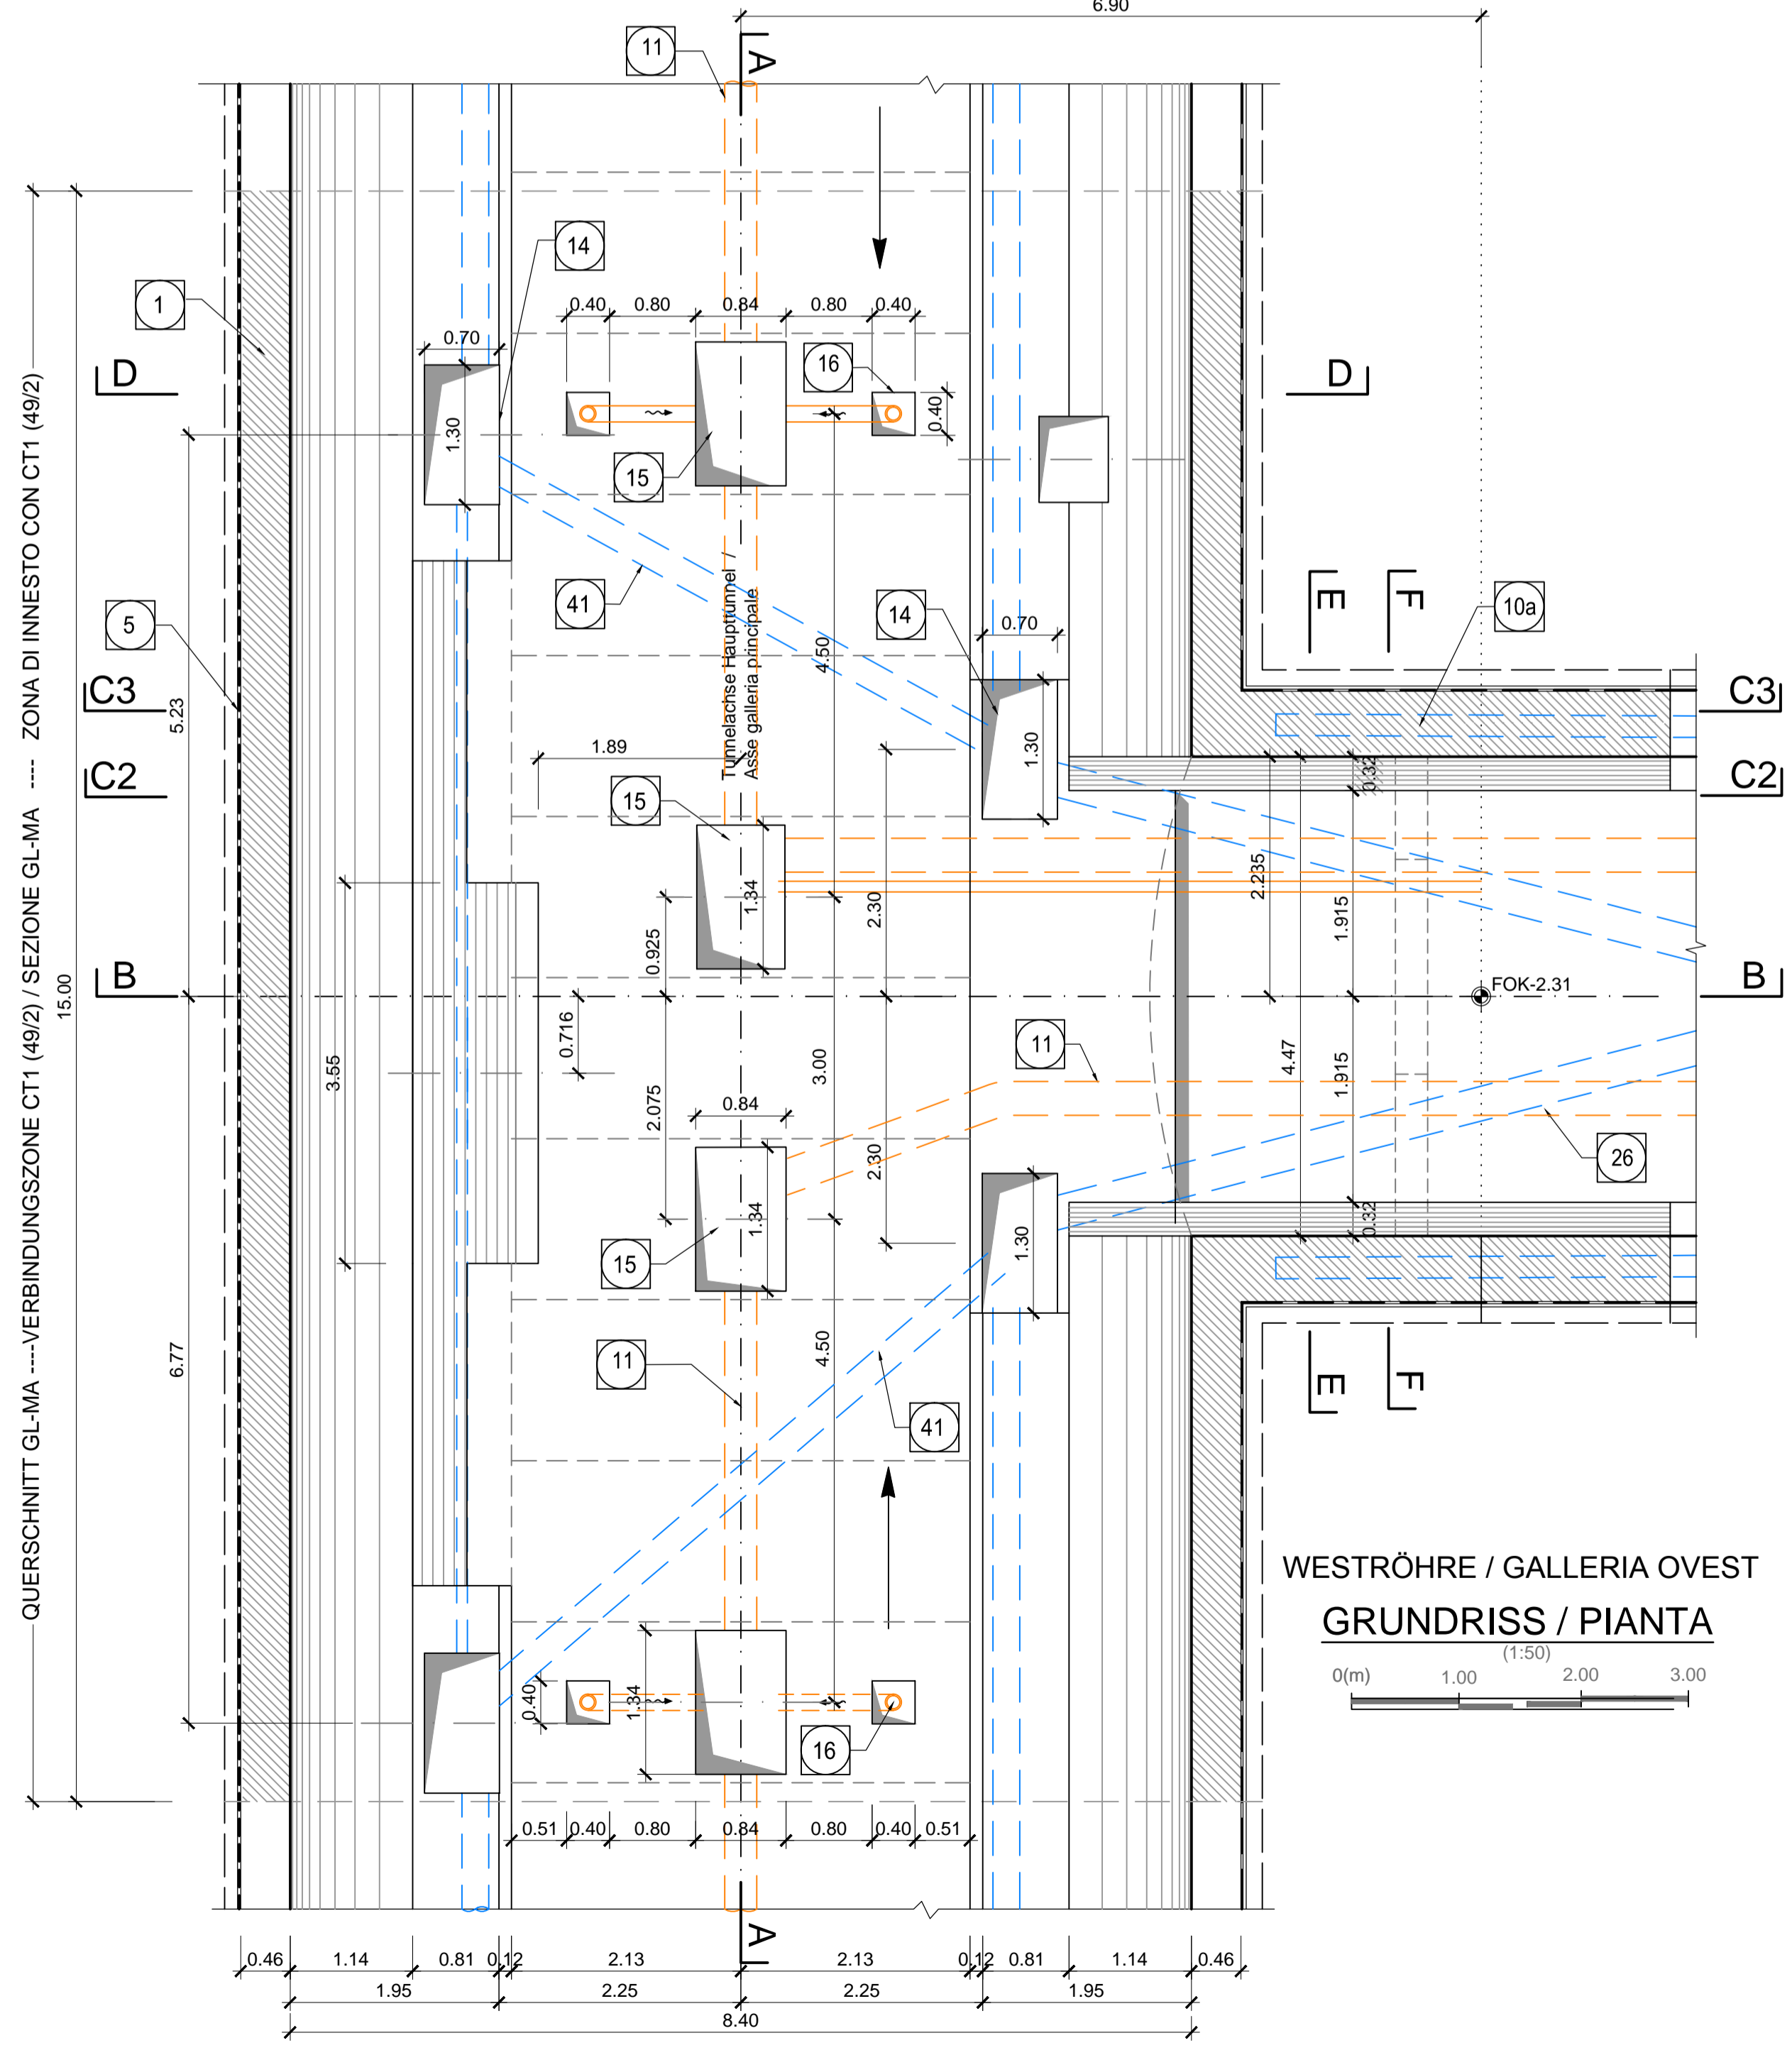 6.90
11
A
14
1
0.40 0.80 0.84 0.80 0.40
0.70
16
D
D
0.40
1.30
15
QUERSCHNITT GL-MA ----VERBINDUNGSZONE CT1 (49/2) / SEZIONE GL-MA ---- ZONA DI INNESTO CON CT1 (49/2)
15.00
5
41
Tunnelachse Haupttunnel /
Asse galleria principale
4.50
14
0.70
E
F
10a
C3
C3
5.23
1.89
1.30
C2
C2
0.32
15
1.34
2.30
2.235
1.915
0.925
B
B
FOK-2.31
0.716
3.55
2.075
3.00
11
4.47
1.915
0.84
2.30
26
1.34
0.32
15
1.30
6.77
11
4.50
41
E
F
WESTRÖHRE / GALLERIA OVEST
GRUNDRISS / PIANTA
(1:50)
0(m) 1.00 2.00 3.00
0.40
1.34
16
0.51 0.40 0.80 0.84 0.80 0.40 0.51
A
0.46 1.14 0.81 0.12 2.13 2.13 0.12 0.81 1.14 0.46
1.95 2.25 2.25 1.95
8.40